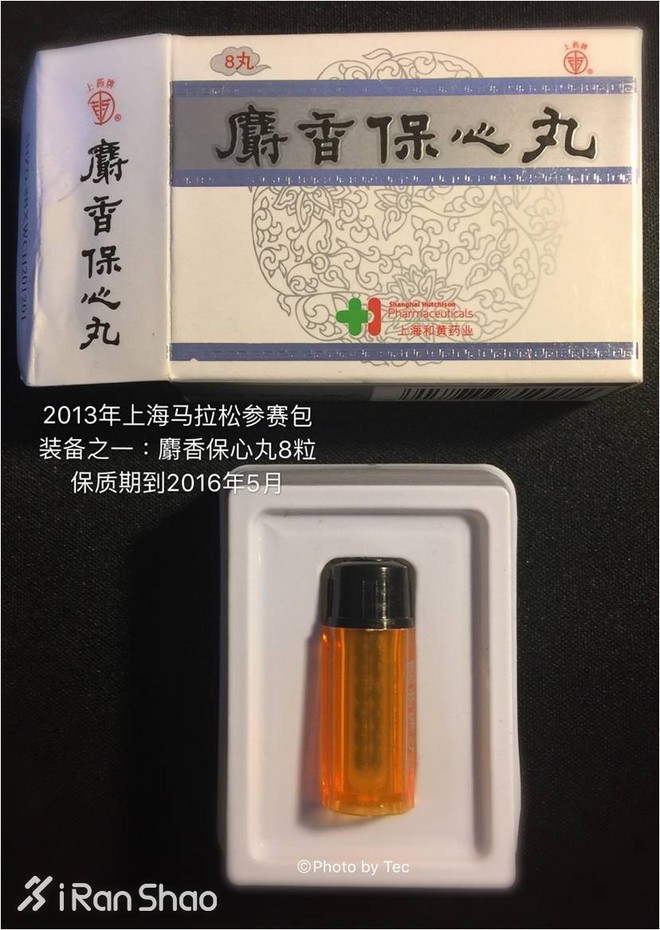 上药牌
麝香保心丸
8丸
上药牌
麝香保心丸
Shanghai Hutchison
Pharmaceuticals
上海和黄药业
2013年上海马拉松参赛包
装备之一：麝香保心丸8粒
保质期到2016年5月
©Photo by Tec
iRanShao